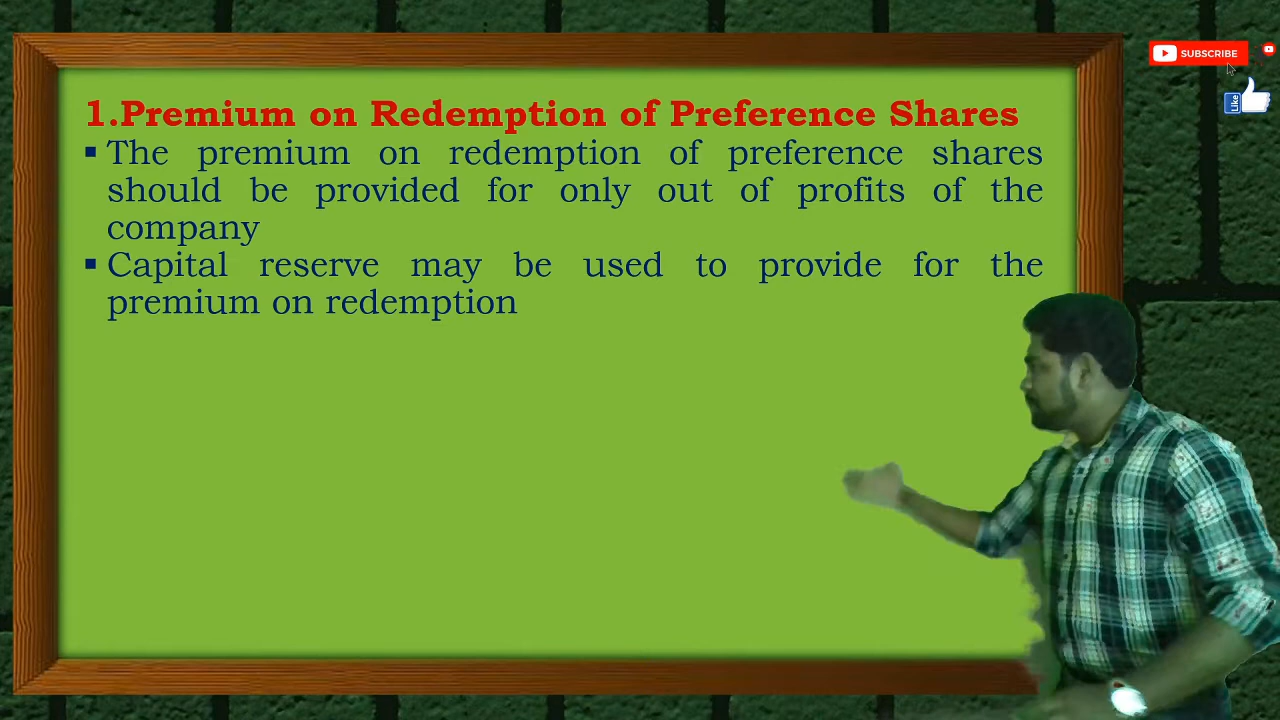 SUBSCRIBE
Like
1.Premium on Redemption of Preference Shares
▪ The premium on redemption of preference shares
should be provided for only out of profits of the
company
▪ Capital reserve may be used to provide for the
premium on redemption